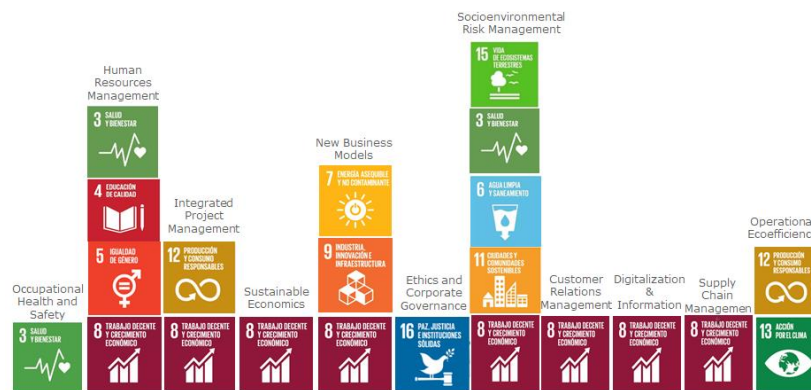 Socioenvironmental
Risk Management
15 VIDA
DE ECOSISTEMAS
TERRESTRES
3 SALUD
Y BIENESTAR
6 AGUA LIMPIA
Y SANEAMIENTO
11 CIUDADES Y
COMUNIDADES
SOSTENIBLES
8 TRABAJO DECENTE
Y CRECIMIENTO
ECONÓMICO
Human
Resources
Management
3 SALUD
Y BIENESTAR
4 EDUCACIÓN
DE CALIDAD
5 IGUALDAD
DE GÉNERO
8 TRABAJO DECENTE
Y CRECIMIENTO
ECONÓMICO
New Business
Models
7 ENERGÍA ASEQUIBLE
Y NO CONTAMINANTE
9 INDUSTRIA,
INNOVACIÓN E
INFRAESTRUCTURA
8 TRABAJO DECENTE
Y CRECIMIENTO
ECONÓMICO
Integrated
Project
Management
12 PRODUCCIÓN
Y CONSUMO
RESPONSABLES
8 TRABAJO DECENTE
Y CRECIMIENTO
ECONÓMICO
Operational
Ecoefficienc
12 PRODUCCIÓN
Y CONSUMO
RESPONSABLES
13 ACCIÓN
POR EL CLIMA
Occupational
Health and
Safety
3 SALUD
Y BIENESTAR
Sustainable
Economics
8 TRABAJO DECENTE
Y CRECIMIENTO
ECONÓMICO
Ethics and
Corporate
Governance
16 PAZ, JUSTICIA
E INSTITUCIONES
SÓLIDAS
Customer
Relations
Management
8 TRABAJO DECENTE
Y CRECIMIENTO
ECONÓMICO
Digitalization
&
Information
8 TRABAJO DECENTE
Y CRECIMIENTO
ECONÓMICO
Supply
Chain
Managemen
8 TRABAJO DECENTE
Y CRECIMIENTO
ECONÓMICO